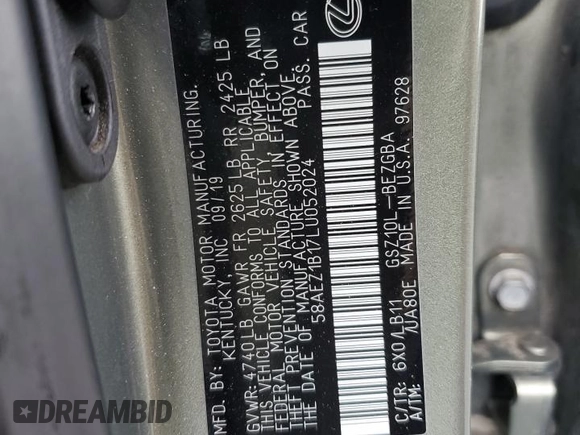 MFD. BY: TOYOTA MOTOR MANUFACTURING,
KENTUCKY, INC. 09/19
GVWR: 4740LB GAWR. FR 2625 LB RR 2425 LB
THIS VEHICLE CONFORMS TO ALL APPLICABLE
FEDERAL MOTOR VEHICLE SAFETY, BUMPER, AND
THEFT PREVENTION STANDARDS IN EFFECT ON
THE DATE OF MANUFACTURE SHOWN ABOVE.
58AEZ1B17LU052024 PASS. CAR
C/TR: 6X0/LB11 GSZ10L-BEZGBA
A/TM: /UA80E MADE IN U.S.A. 97628
DREAMBID